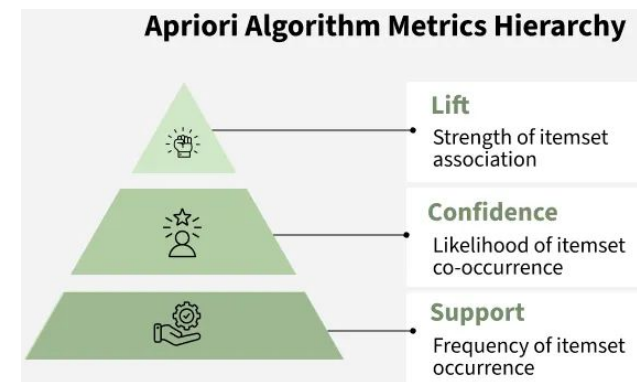 Apriori Algorithm Metrics Hierarchy
Lift
Strength of itemset
association
Confidence
Likelihood of itemset
co-occurrence
Support
Frequency of itemset
occurrence